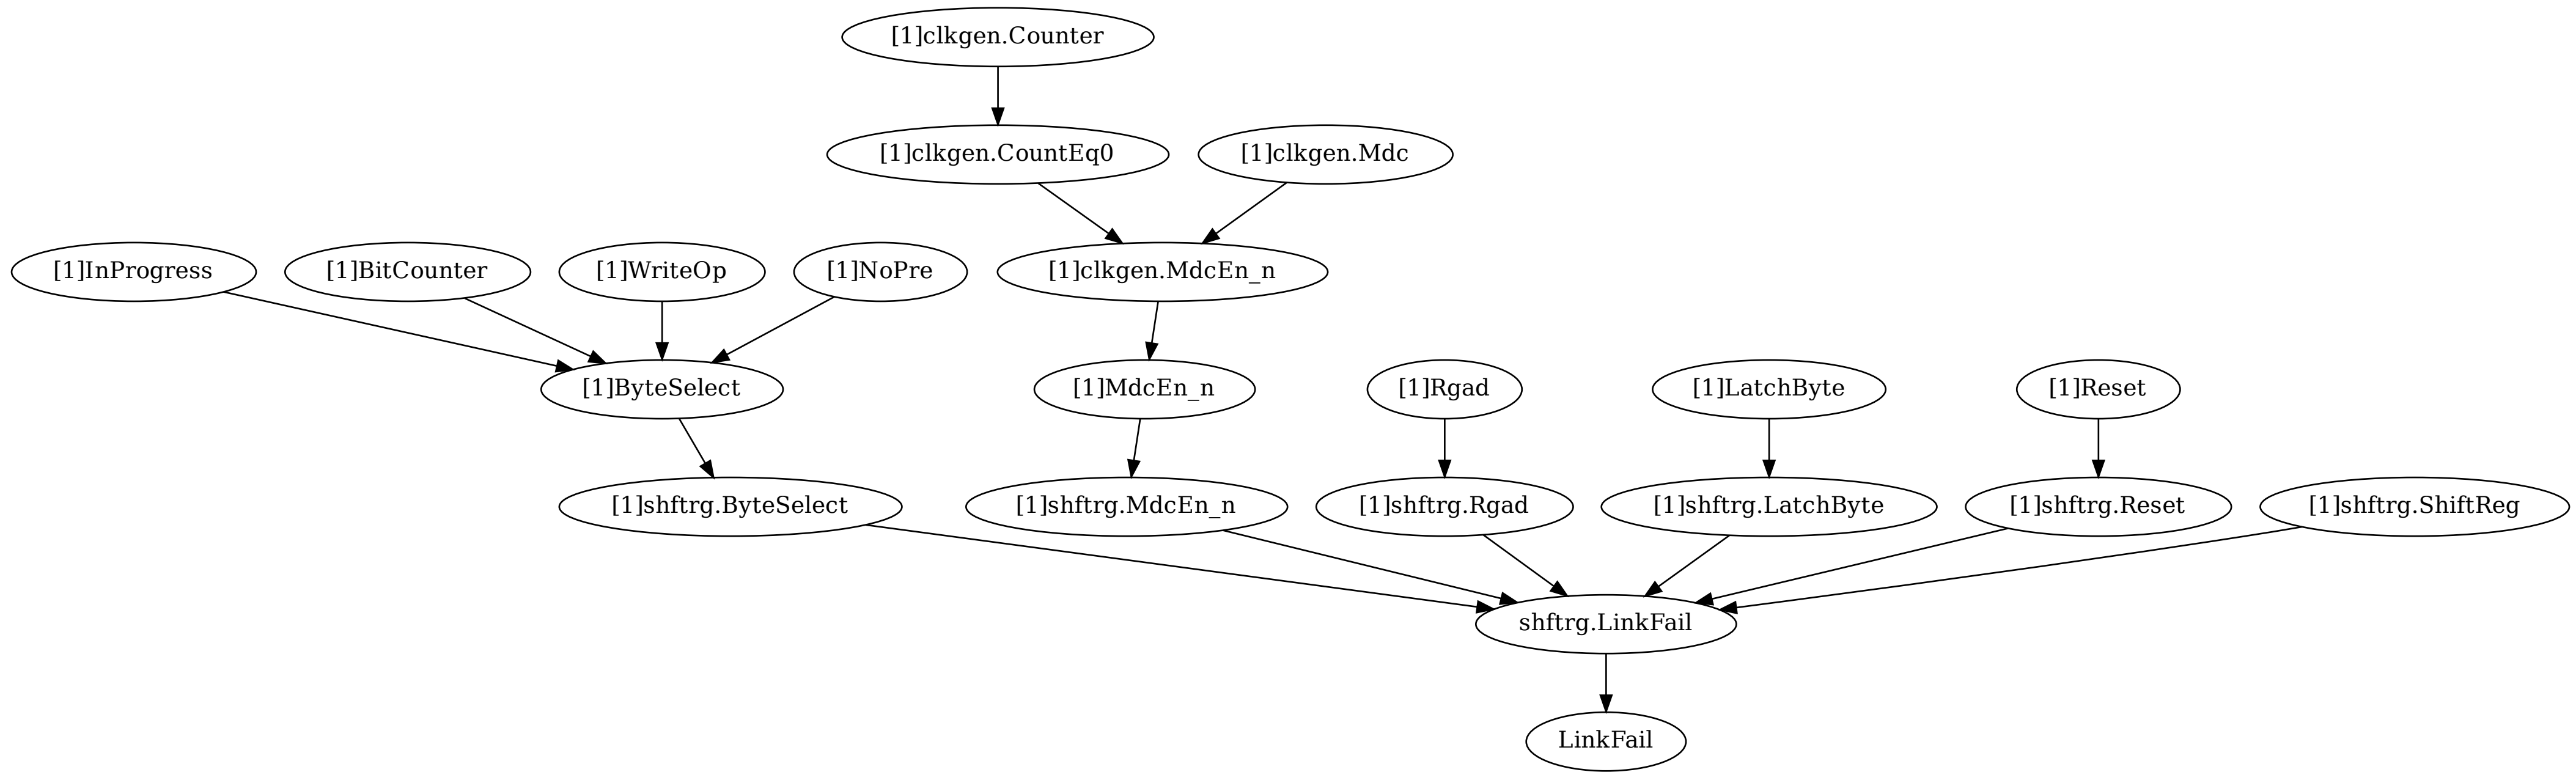 [1]clkgen.Counter
[1]clkgen.CountEq0
[1]clkgen.Mdc
[1]InProgress
[1]BitCounter
[1]WriteOp
[1]NoPre
[1]clkgen.MdcEn_n
[1]ByteSelect
[1]MdcEn_n
[1]Rgad
[1]LatchByte
[1]Reset
[1]shftrg.ByteSelect
[1]shftrg.MdcEn_n
[1]shftrg.Rgad
[1]shftrg.LatchByte
[1]shftrg.Reset
[1]shftrg.ShiftReg
shftrg.LinkFail
LinkFail